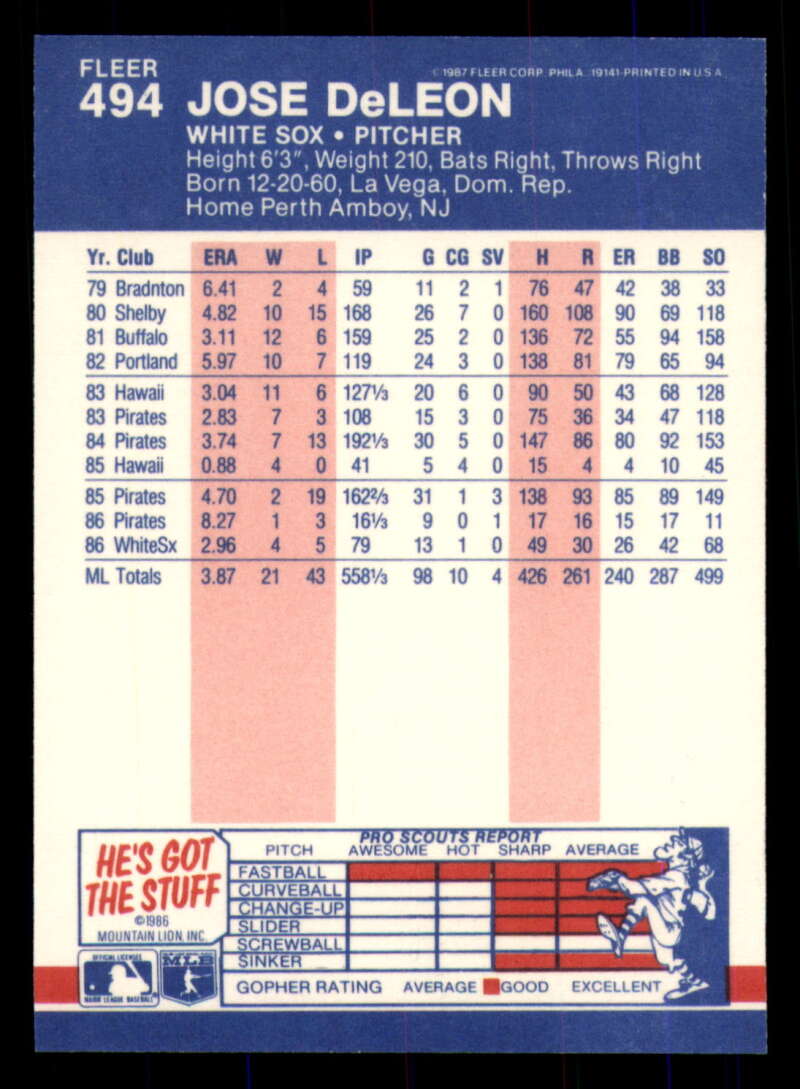 FLEER
© 1987 FLEER CORP. PHILA. 19141 PRINTED IN U.S.A.
494 JOSE DeLEON
WHITE SOX • PITCHER
Height 6'3", Weight 210, Bats Right, Throws Right
Born 12-20-60, La Vega, Dom. Rep.
Home Perth Amboy, NJ
Yr. Club ERA W L IP G CG SV H R ER BB SO
79 Bradnton 6.41 2 4 59 11 2 1 76 47 42 38 33
80 Shelby 4.82 10 15 168 26 7 0 160 108 90 69 118
81 Buffalo 3.11 12 6 159 25 2 0 136 72 55 94 158
82 Portland 5.97 10 7 119 24 3 0 138 81 79 65 94
83 Hawaii 3.04 11 6 127⅓ 20 6 0 90 50 43 68 128
83 Pirates 2.83 7 3 108 15 3 0 75 36 34 47 118
84 Pirates 3.74 7 13 192⅓ 30 5 0 147 86 80 92 153
85 Hawaii 0.88 4 0 41 5 4 0 15 4 4 10 45
85 Pirates 4.70 2 19 162⅔ 31 1 3 138 93 85 89 149
86 Pirates 8.27 1 3 16⅓ 9 0 1 17 16 15 17 11
86 WhiteSx 2.96 4 5 79 13 1 0 49 30 26 42 68
ML Totals 3.87 21 43 558⅓ 98 10 4 426 261 240 287 499
HE'S GOT
THE STUFF
©1986
MOUNTAIN LION, INC.
OFFICIAL LICENSEE
MAJOR LEAGUE BASEBALL
MLB
PRO SCOUTS REPORT
PITCH AWESOME HOT SHARP AVERAGE
FASTBALL
CURVEBALL
CHANGE-UP
SLIDER
SCREWBALL
SINKER
GOPHER RATING AVERAGE GOOD EXCELLENT